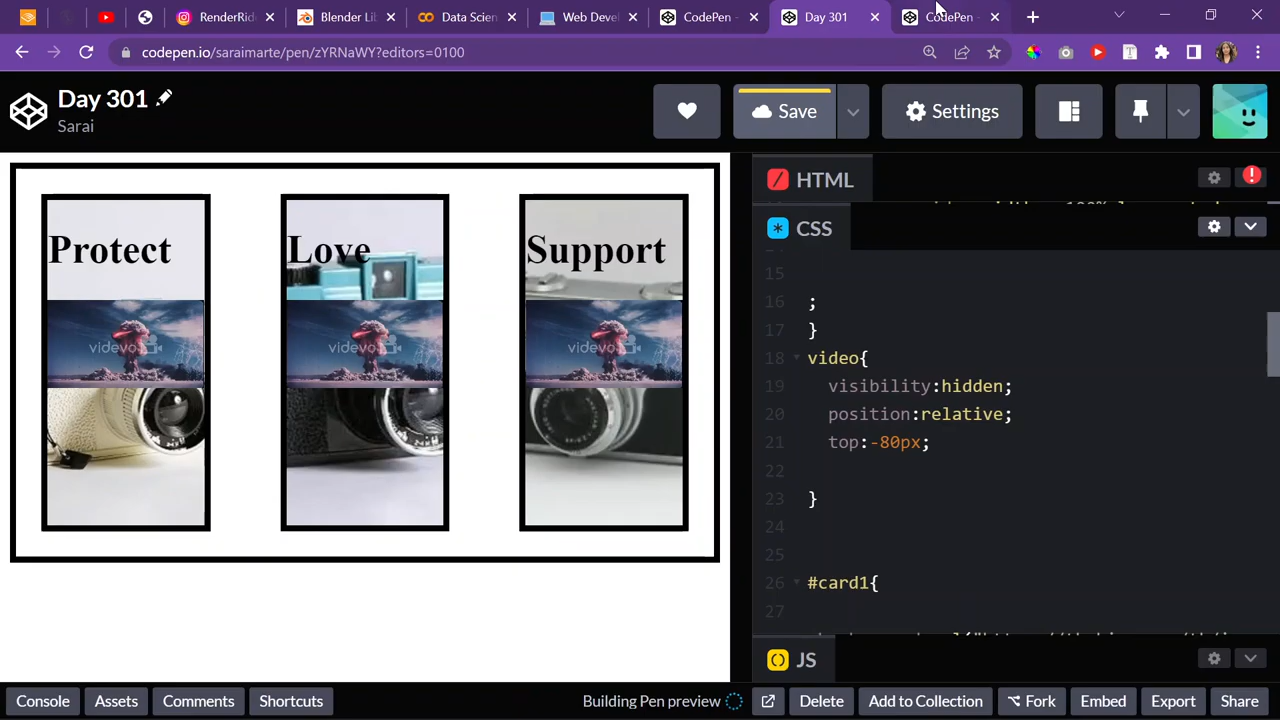 RenderRid
Blender Lib
Data Scien
Web Devel
CodePen -
Day 301
CodePen -
codepen.io/saraimarte/pen/zYRNaWY?editors=0100
Day 301
Sarai
Save
Settings
Protect
Love
Support
videvo
videvo
videvo
HTML
CSS
15
16 ;
17 }
18 video{
19 visibility:hidden;
20 position:relative;
21 top:-80px;
22
23 }
24
25
26 #card1{
27
JS
Console
Assets
Comments
Shortcuts
Building Pen preview
Delete
Add to Collection
Fork
Embed
Export
Share